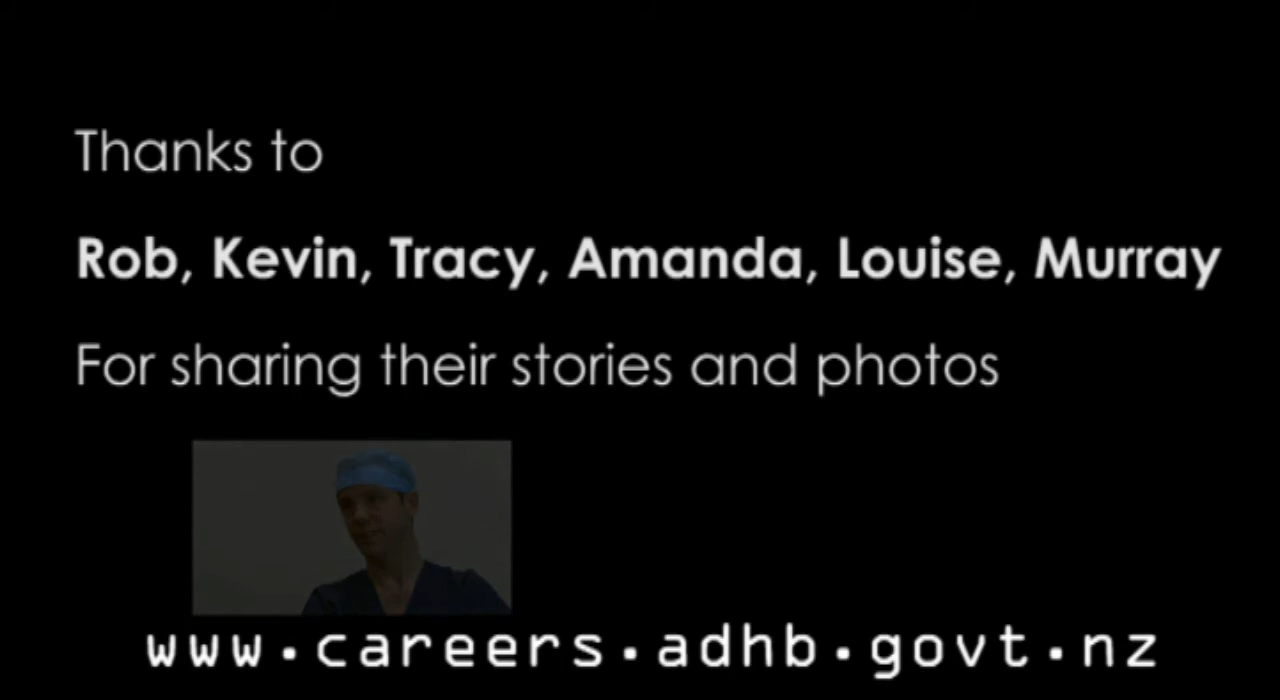 Thanks to
Rob, Kevin, Tracy, Amanda, Louise, Murray
For sharing their stories and photos
www.careers.adhb.govt.nz